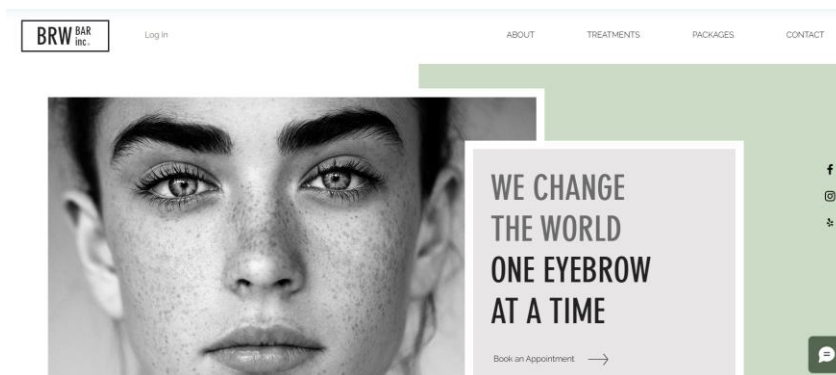 BRW BAR
inc.
Log In
ABOUT
TREATMENTS
PACKAGES
CONTACT
WE CHANGE
THE WORLD
ONE EYEBROW
AT A TIME
Book an Appointment